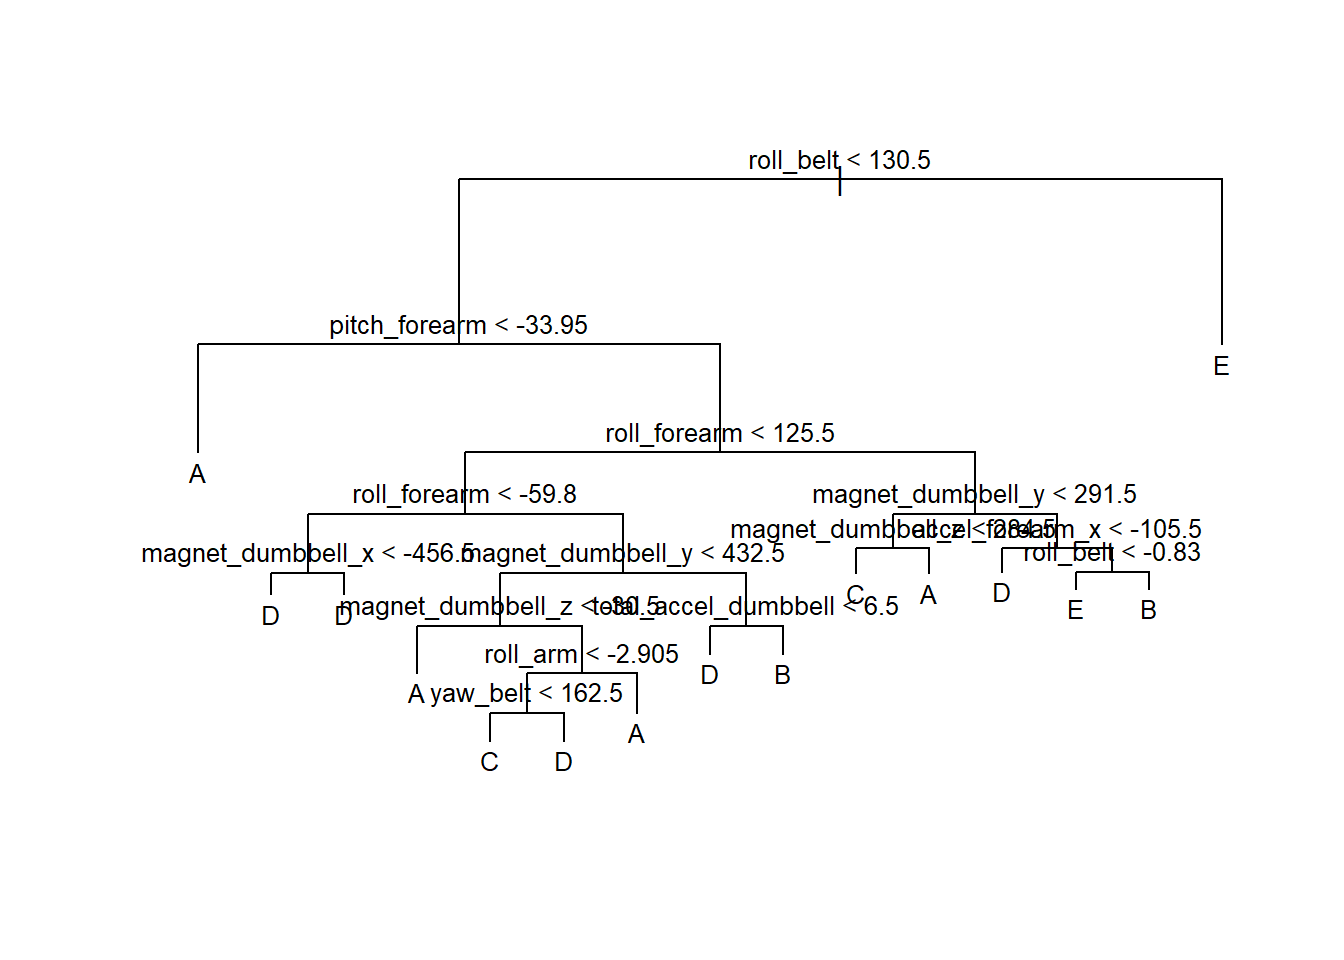 roll_belt < 130.5
pitch_forearm < -33.95
E
roll_forearm < 125.5
A
roll_forearm < -59.8
magnet_dumbbell_y < 291.5
magnet_dumbbell_z < 284.5
accel_forearm_x < -105.5
magnet_dumbbell_x < -456.5
magnet_dumbbell_y < 432.5
roll_belt < -0.83
D
D
magnet_dumbbell_z < -30.5
total_accel_dumbbell < 6.5
C
A
D
E
B
roll_arm < -2.905
D
B
A
yaw_belt < 162.5
A
C
D